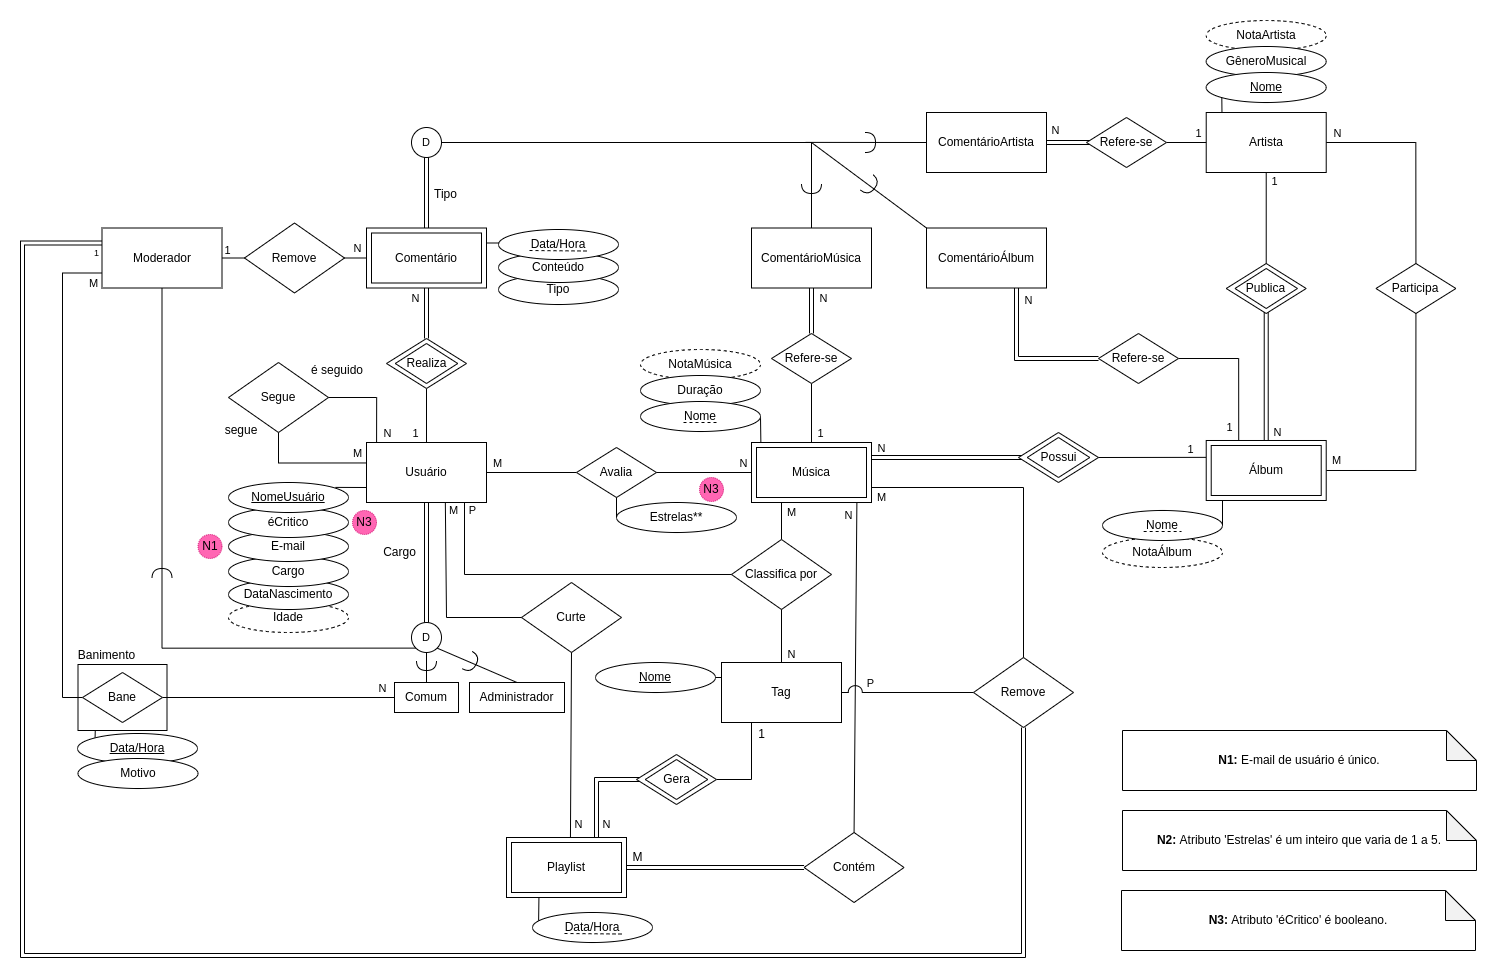 NotaArtista
GêneroMusical
Nome
D
ComentárioArtista
N
Refere-se
1
Artista
N
1
Tipo
Moderador
1
Remove
N
Comentário
Data/Hora
Conteúdo
Tipo
ComentárioMúsica
ComentárioÁlbum
1
M
N
N
N
Publica
Participa
Realiza
NotaMúsica
Duração
Nome
Refere-se
Refere-se
é seguido
Segue
segue
N
1
M
Usuário
M
Avalia
N
1
Música
N
M
Possui
1
1
N
Álbum
M
NomeUsuário
éCritico
E-mail
Cargo
DataNascimento
Idade
N1
N3
Cargo
M
P
N3
Estrelas**
M
N
Nome
NotaÁlbum
Classifica por
Curte
D
Banimento
Bane
N
Comum
Administrador
Nome
N
Tag
P
Remove
Data/Hora
Motivo
1
Gera
N
N
Playlist
M
Contém
Data/Hora
N1: E-mail de usuário é único.
N2: Atributo 'Estrelas' é um inteiro que varia de 1 a 5.
N3: Atributo 'éCritico' é booleano.